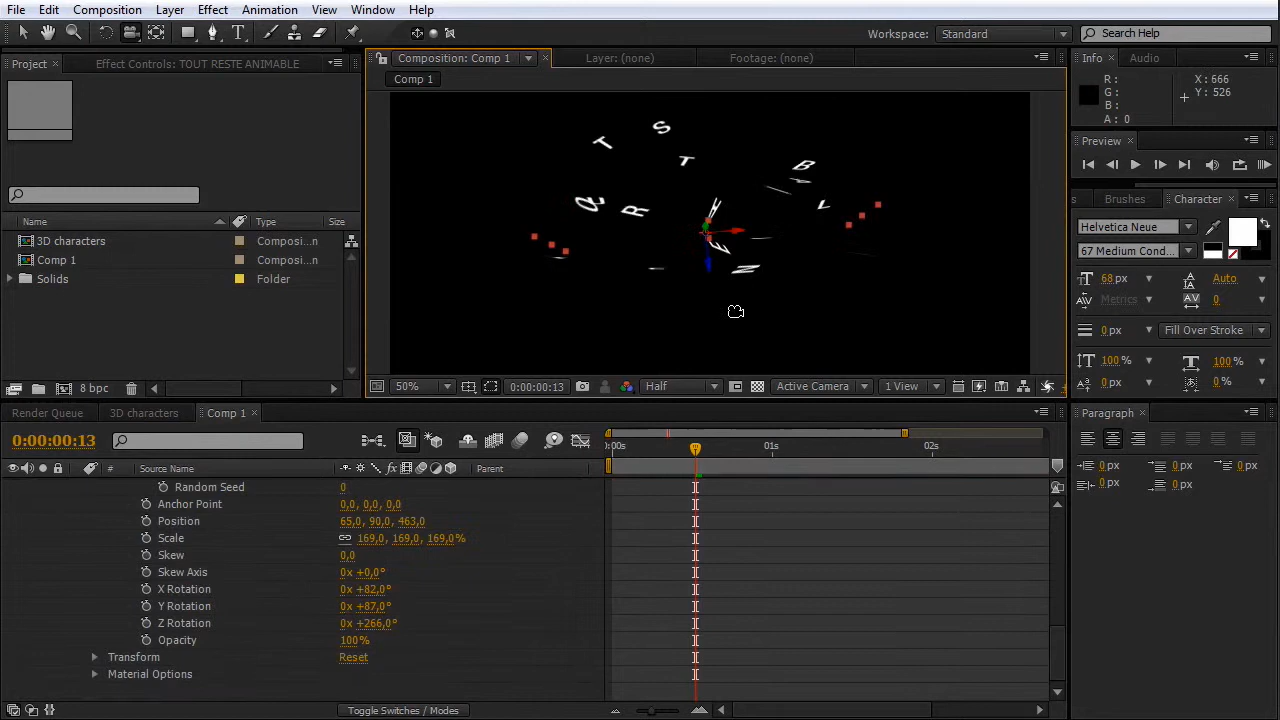 File Edit Composition Layer Effect Animation View Window Help
Workspace: Standard Search Help
Project Effect Controls: TOUT RESTE ANIMABLE
Composition: Comp 1 Layer: (none) Footage: (none)
Info Audio
Comp 1
R : X : 666
G : Y : 526
B :
A : 0
Preview
T S T B
R
N
Brushes Character
Name Type Size
Helvetica Neue
3D characters Composi...n
67 Medium Cond...
Comp 1 Composi...n
Solids Folder
68 px Auto
Metrics 0
0 px Fill Over Stroke
100 % 100 %
0 px 0 %
8 bpc
50% 0:00:00:13 Half Active Camera 1 View
Render Queue 3D characters Comp 1
Paragraph
0:00:00:13
:00s 01s 02s
# Source Name Parent
0 px 0 px 0 px
0 px 0 px
Random Seed 0
Anchor Point 0,0, 0,0, 0,0
Position 65,0, 90,0, 463,0
Scale 169,0, 169,0, 169,0%
Skew 0,0
Skew Axis 0x +0,0°
X Rotation 0x +82,0°
Y Rotation 0x +87,0°
Z Rotation 0x +266,0°
Opacity 100%
Transform Reset
Material Options
Toggle Switches / Modes